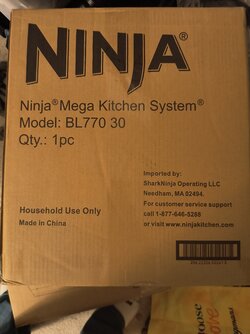 NINJA®
Ninja® Mega Kitchen System®
Model: BL770 30
Qty.: 1pc
Imported by:
SharkNinja Operating LLC
Needham, MA 02494.
For customer service support
call 1-877-646-5288
or visit www.ninjakitchen.com
Household Use Only
Made in China